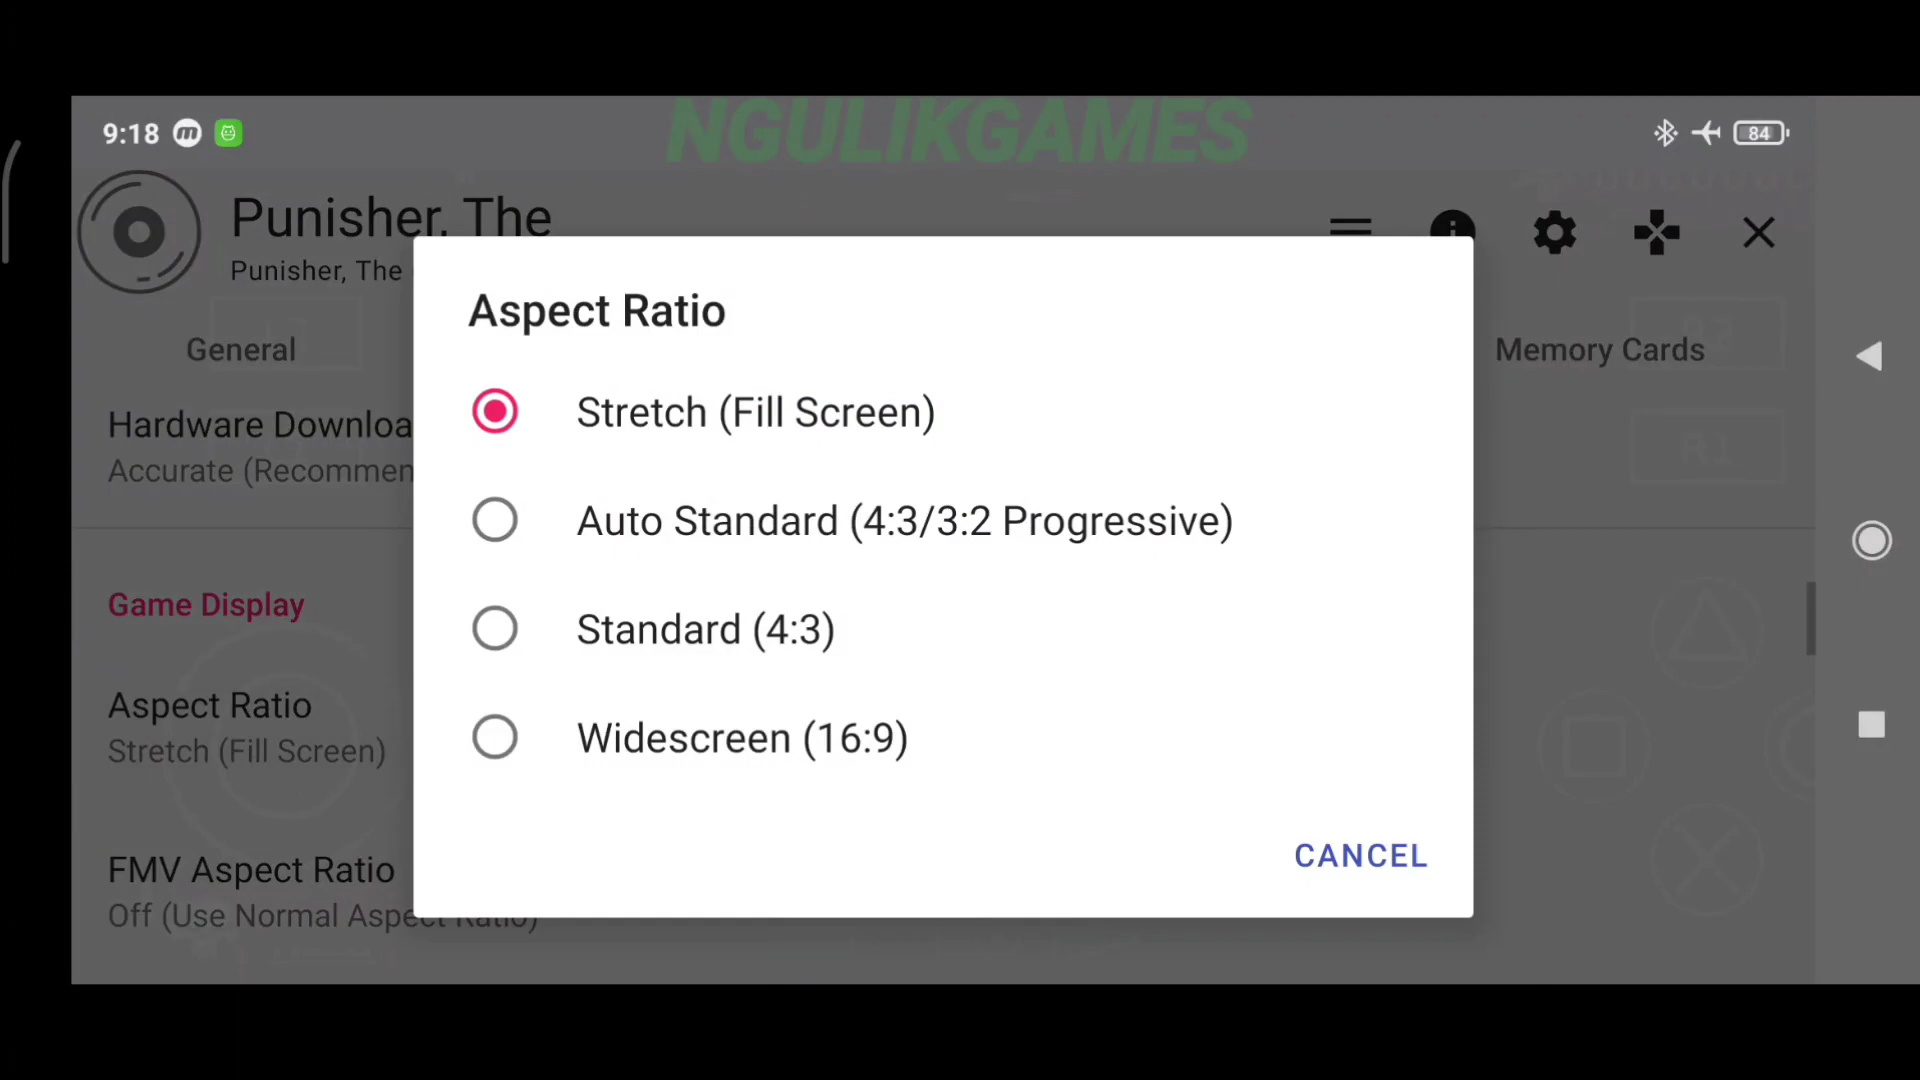 NGULIKGAMES
9:18
84
Punisher, The
Punisher, The
General
Memory Cards
Aspect Ratio
Stretch (Fill Screen)
Auto Standard (4:3/3:2 Progressive)
Standard (4:3)
Widescreen (16:9)
CANCEL
Hardware Downloa
Accurate (Recommen
Game Display
Aspect Ratio
Stretch (Fill Screen)
FMV Aspect Ratio
Off (Use Normal Aspect Ratio)
R2
R1